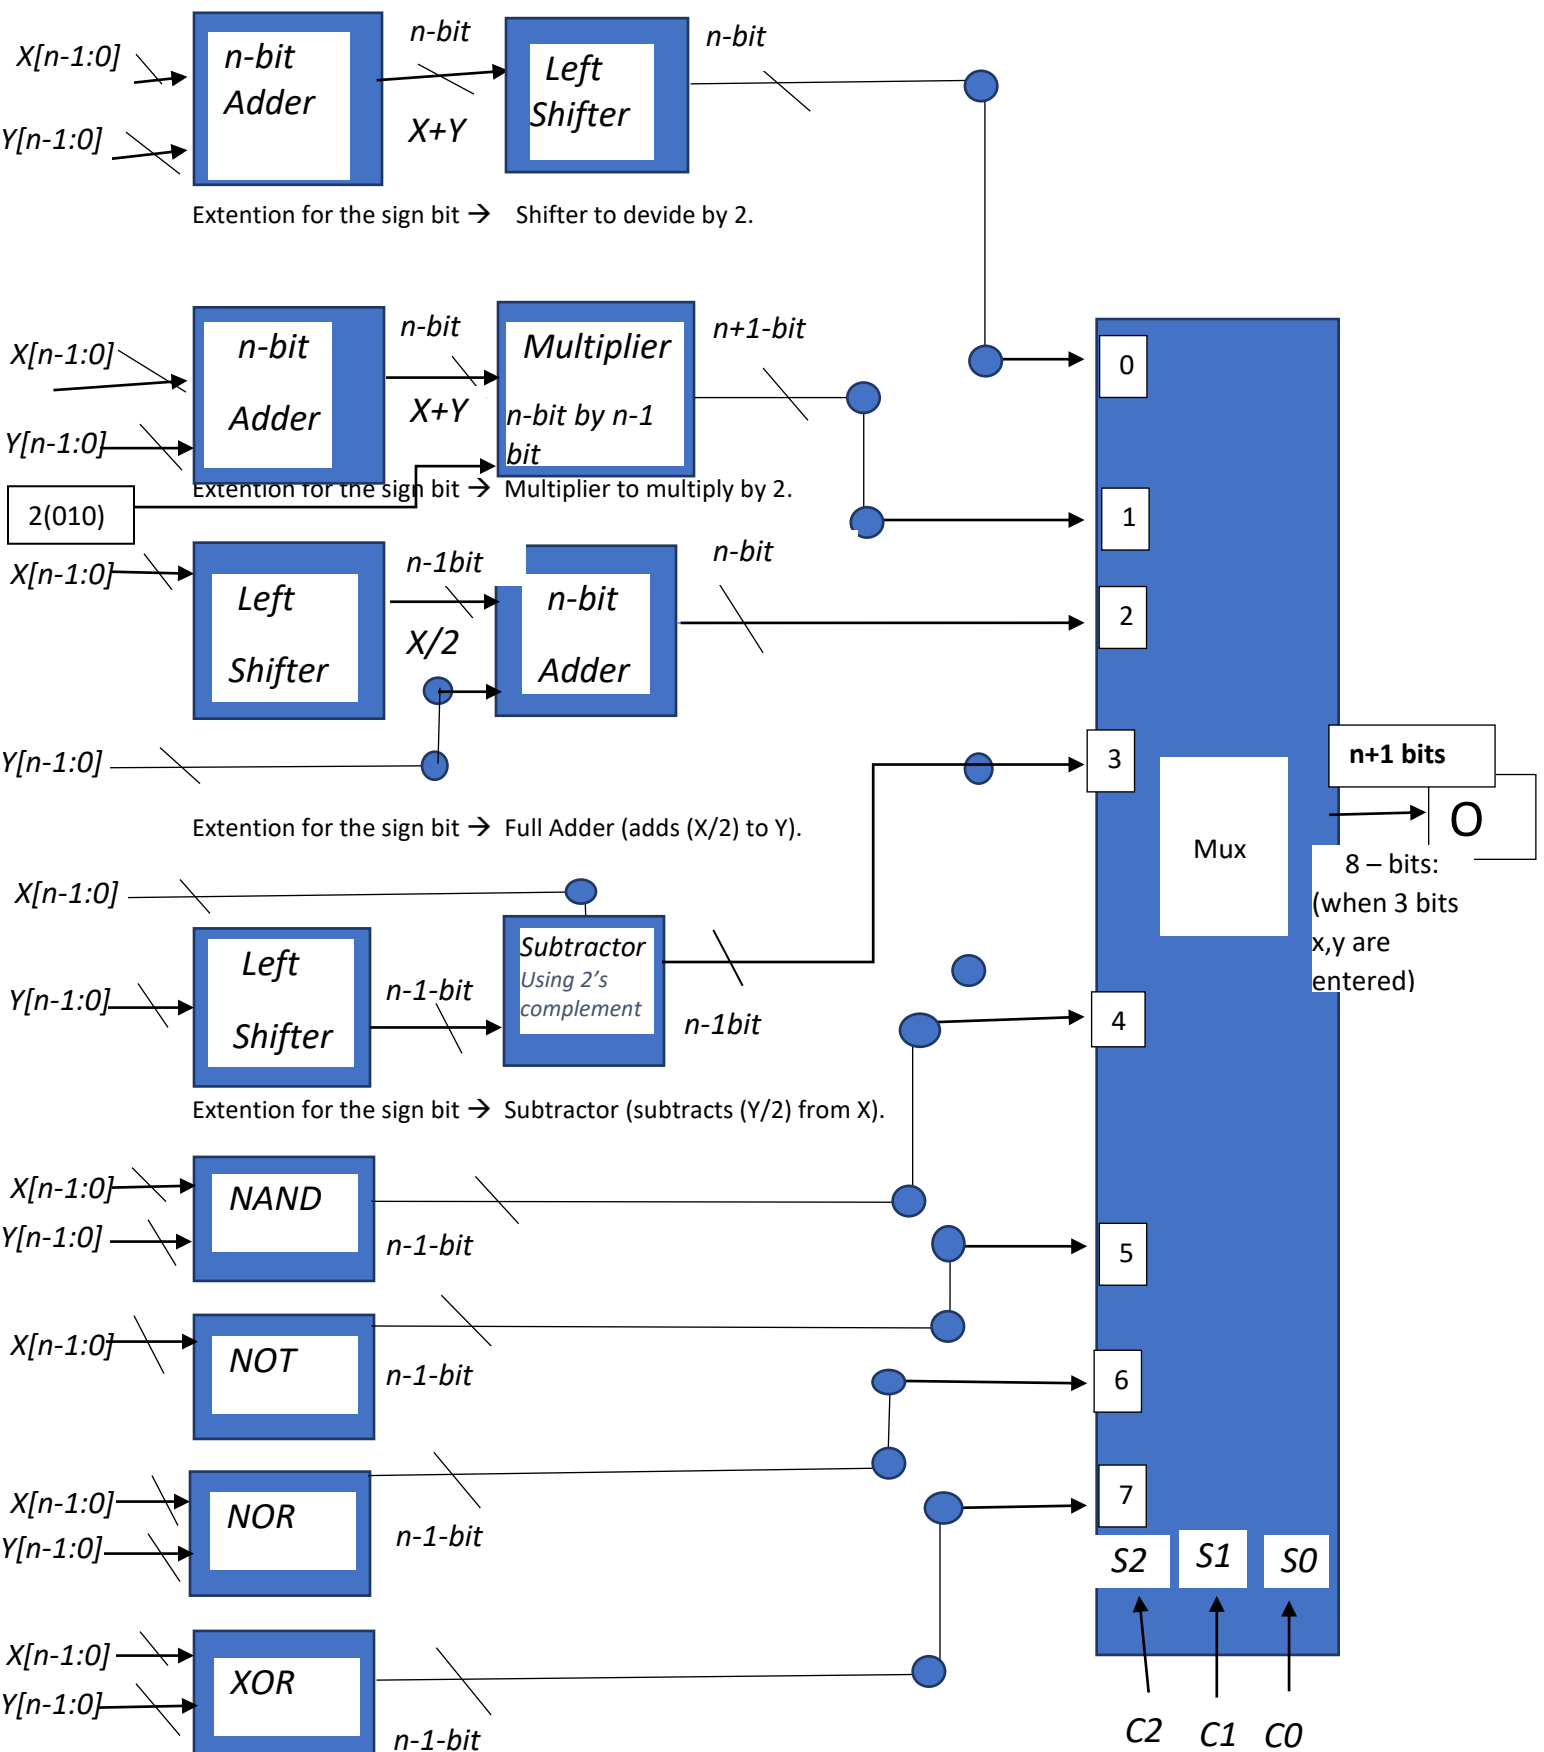 X[n-1:0]
Y[n-1:0]
n-bit
Adder
n-bit
X+Y
Left
Shifter
n-bit
Extention for the sign bit → Shifter to devide by 2.
X[n-1:0]
Y[n-1:0]
n-bit
Adder
n-bit
X+Y
Multiplier
n-bit by n-1
bit
n+1-bit
Extention for the sign bit → Multiplier to multiply by 2.
2(010)
X[n-1:0]
Left
Shifter
n-1bit
X/2
n-bit
Adder
n-bit
Y[n-1:0]
Extention for the sign bit → Full Adder (adds (X/2) to Y).
X[n-1:0]
Y[n-1:0]
Left
Shifter
n-1-bit
Subtractor
Using 2's
complement
n-1bit
Extention for the sign bit → Subtractor (subtracts (Y/2) from X).
X[n-1:0]
Y[n-1:0]
NAND
n-1-bit
X[n-1:0]
NOT
n-1-bit
X[n-1:0]
Y[n-1:0]
NOR
n-1-bit
X[n-1:0]
Y[n-1:0]
XOR
n-1-bit
0
1
2
3
4
5
6
7
Mux
S2 S1 S0
C2 C1 C0
n+1 bits
O
8 – bits:
(when 3 bits
x,y are
entered)